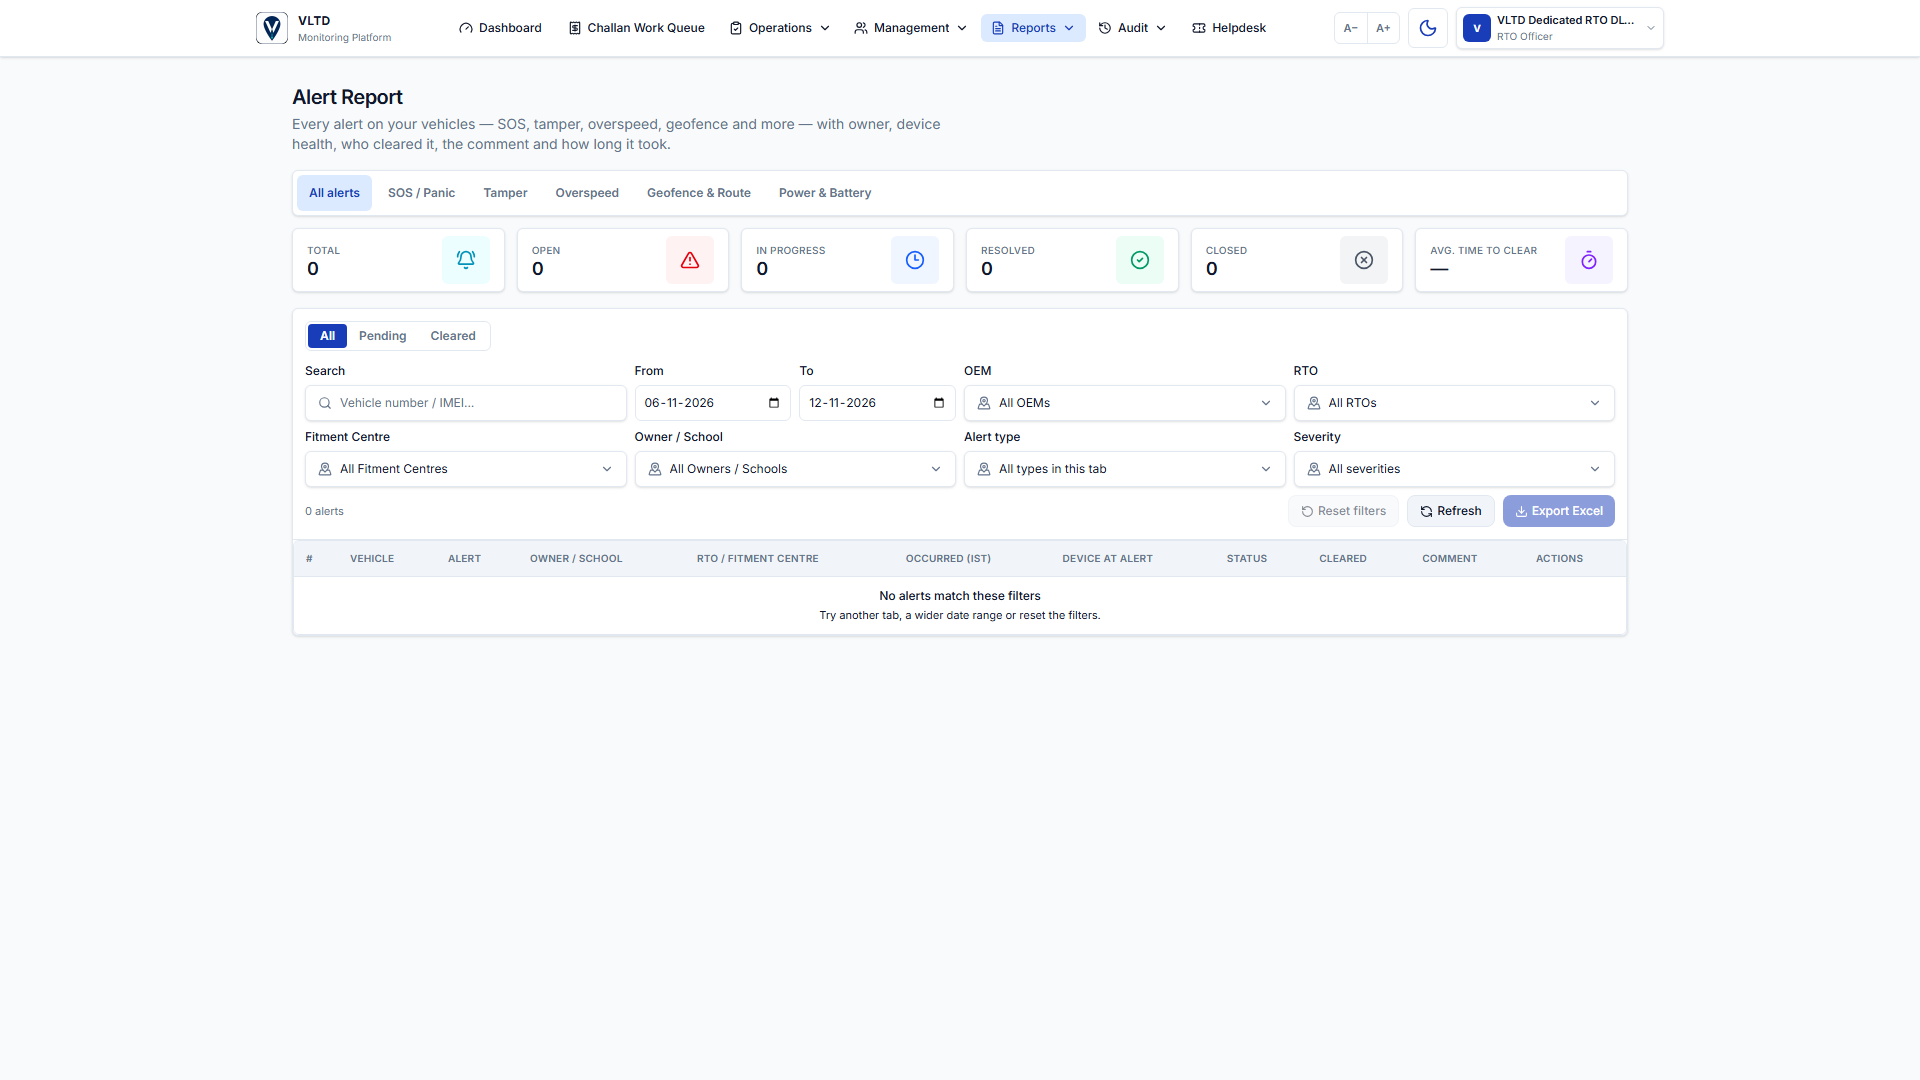 VLTD
Monitoring Platform
Dashboard
Challan Work Queue
Operations
Management
Reports
Audit
Helpdesk
A−
A+
V
VLTD Dedicated RTO DL...
RTO Officer
Alert Report
Every alert on your vehicles — SOS, tamper, overspeed, geofence and more — with owner, device
health, who cleared it, the comment and how long it took.
All alerts
SOS / Panic
Tamper
Overspeed
Geofence & Route
Power & Battery
TOTAL
0
OPEN
0
IN PROGRESS
0
RESOLVED
0
CLOSED
0
AVG. TIME TO CLEAR
—
All
Pending
Cleared
Search
From
To
OEM
RTO
Vehicle number / IMEI...
06-11-2026
12-11-2026
All OEMs
All RTOs
Fitment Centre
Owner / School
Alert type
Severity
All Fitment Centres
All Owners / Schools
All types in this tab
All severities
0 alerts
Reset filters
Refresh
Export Excel
# VEHICLE ALERT OWNER / SCHOOL RTO / FITMENT CENTRE OCCURRED (IST) DEVICE AT ALERT STATUS CLEARED COMMENT ACTIONS
No alerts match these filters
Try another tab, a wider date range or reset the filters.